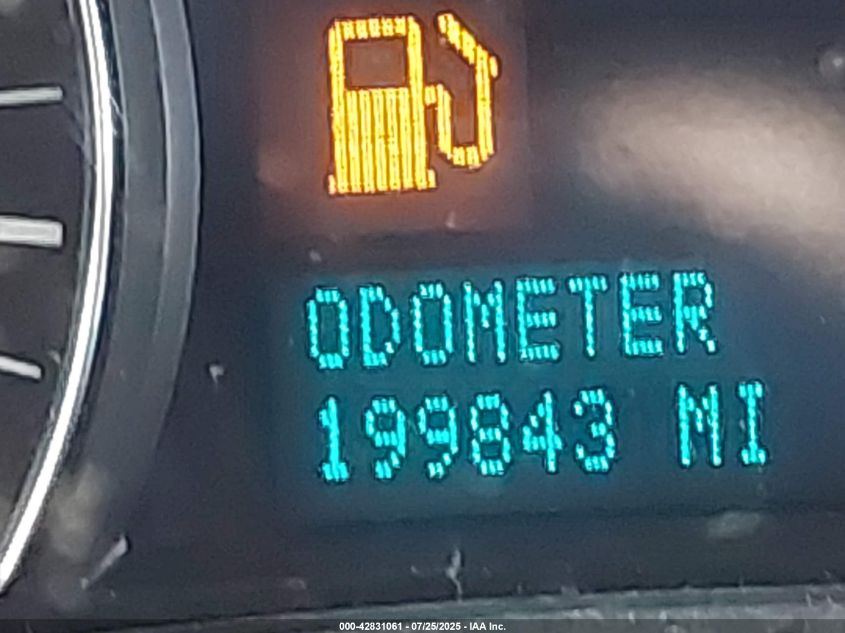 ODOMETER
199843 MI
000-42831061 - 07/25/2025 - IAA Inc.